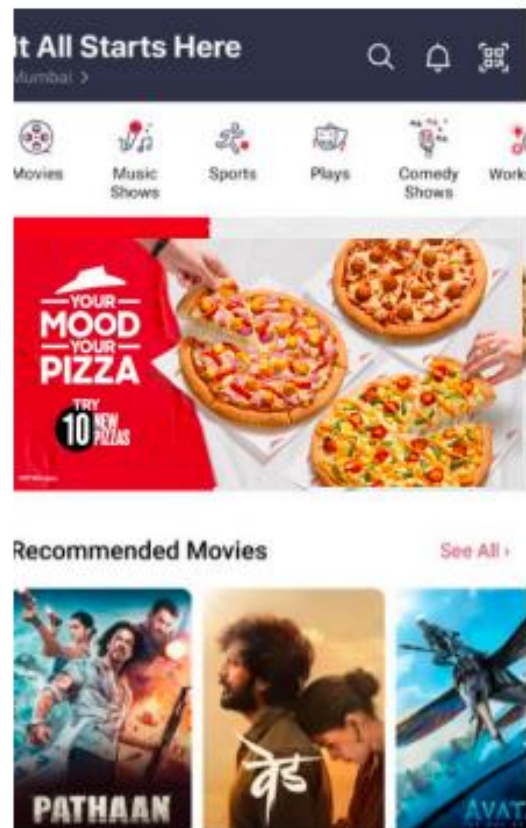 It All Starts Here
Mumbai >
Movies
Music
Shows
Sports
Plays
Comedy
Shows
Work
YOUR
MOOD
YOUR
PIZZA
TRY
10 NEW
PIZZAS
Recommended Movies
See All ›
PATHAAN
वेड
AVAT